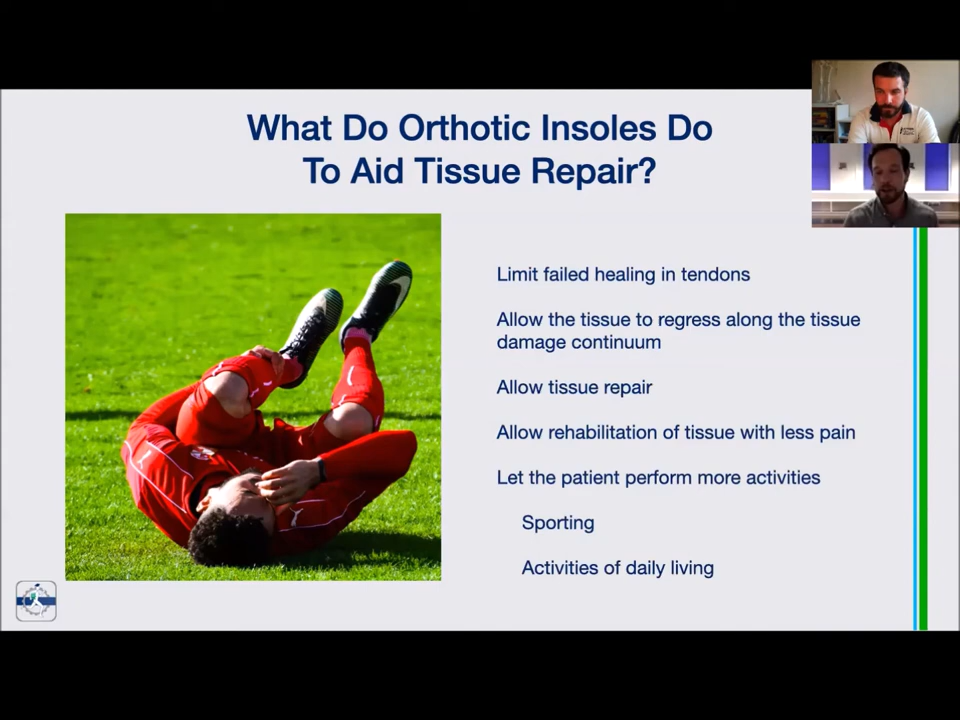 What Do Orthotic Insoles Do
To Aid Tissue Repair?
Limit failed healing in tendons
Allow the tissue to regress along the tissue
damage continuum
Allow tissue repair
Allow rehabilitation of tissue with less pain
Let the patient perform more activities
Sporting
Activities of daily living